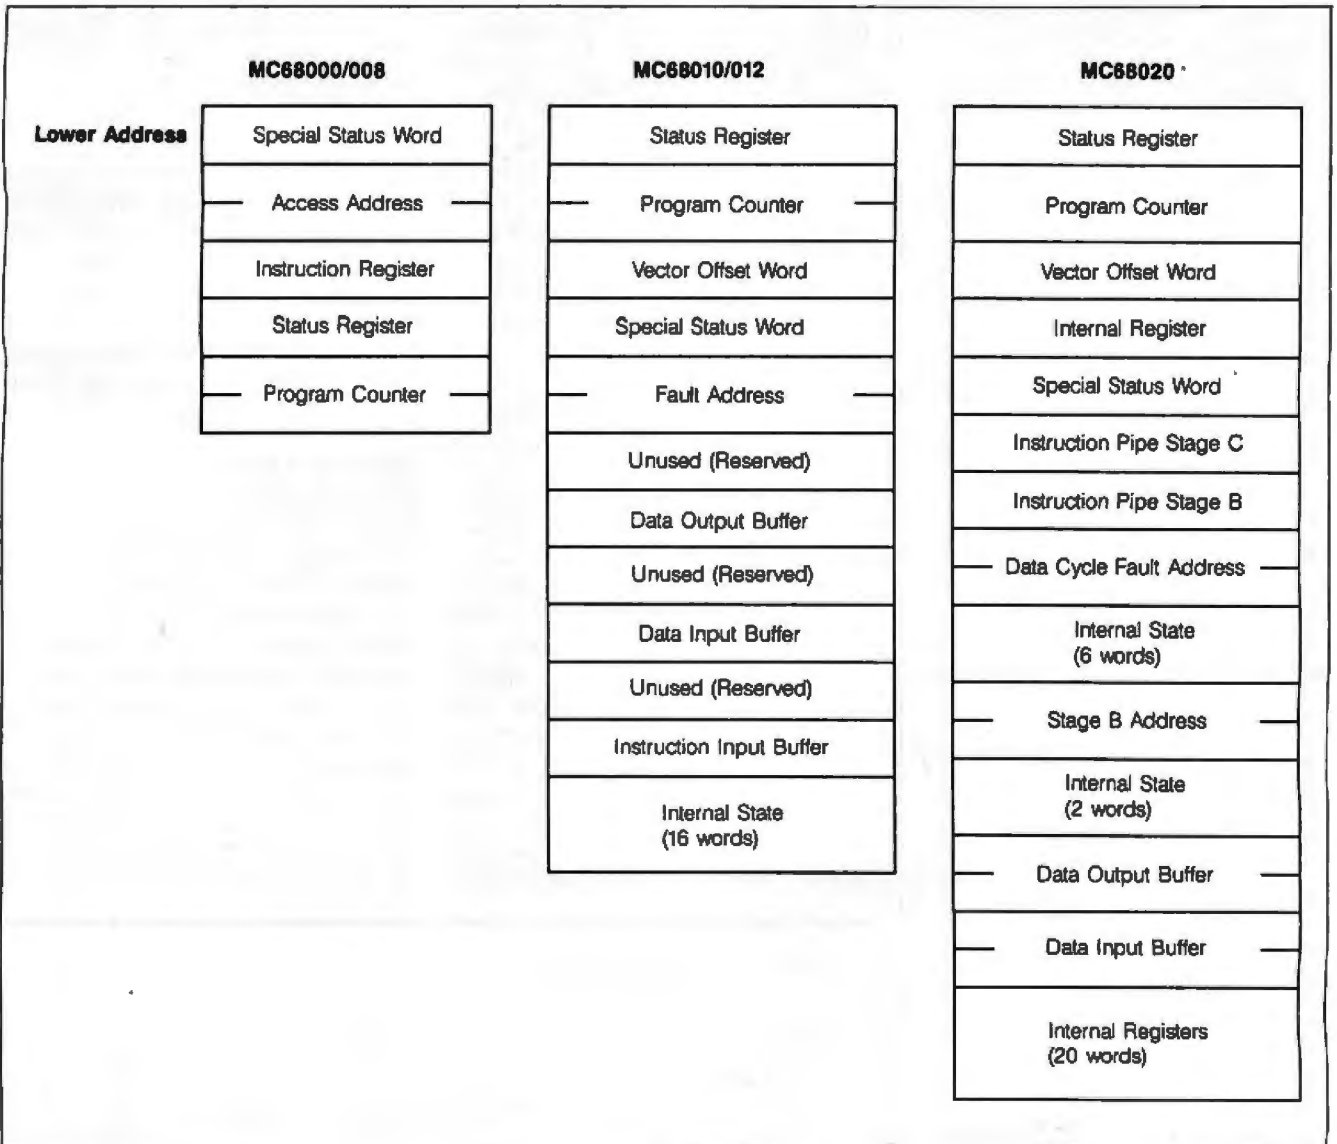 MC68000/008
Lower Address
Special Status Word
Access Address
Instruction Register
Status Register
Program Counter
MC68010/012
Status Register
Program Counter
Vector Offset Word
Special Status Word
Fault Address
Unused (Reserved)
Data Output Buffer
Unused (Reserved)
Data Input Buffer
Unused (Reserved)
Instruction Input Buffer
Internal State
(16 words)
MC68020
Status Register
Program Counter
Vector Offset Word
Internal Register
Special Status Word
Instruction Pipe Stage C
Instruction Pipe Stage B
Data Cycle Fault Address
Internal State
(6 words)
Stage B Address
Internal State
(2 words)
Data Output Buffer
Data Input Buffer
Internal Registers
(20 words)